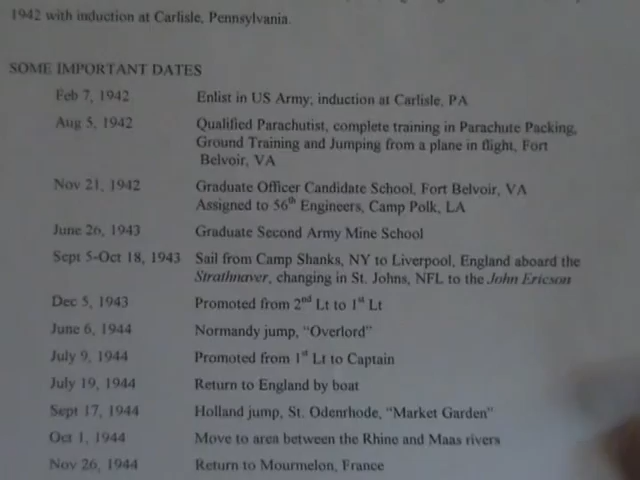 1942 with induction at Carlisle, Pennsylvania.
SOME IMPORTANT DATES
Feb 7, 1942 Enlist in US Army; induction at Carlisle, PA
Aug 5, 1942 Qualified Parachutist, complete training in Parachute Packing,
Ground Training and Jumping from a plane in flight, Fort
Belvoir, VA
Nov 21, 1942 Graduate Officer Candidate School, Fort Belvoir, VA
Assigned to 56th Engineers, Camp Polk, LA
June 26, 1943 Graduate Second Army Mine School
Sept 5-Oct 18, 1943 Sail from Camp Shanks, NY to Liverpool, England aboard the
Strathnaver, changing in St. Johns, NFL to the John Ericson
Dec 5, 1943 Promoted from 2nd Lt to 1st Lt
June 6, 1944 Normandy jump, "Overlord"
July 9, 1944 Promoted from 1st Lt to Captain
July 19, 1944 Return to England by boat
Sept 17, 1944 Holland jump, St. Odenrhode, "Market Garden"
Oct 1, 1944 Move to area between the Rhine and Maas rivers
Nov 26, 1944 Return to Mourmelon, France